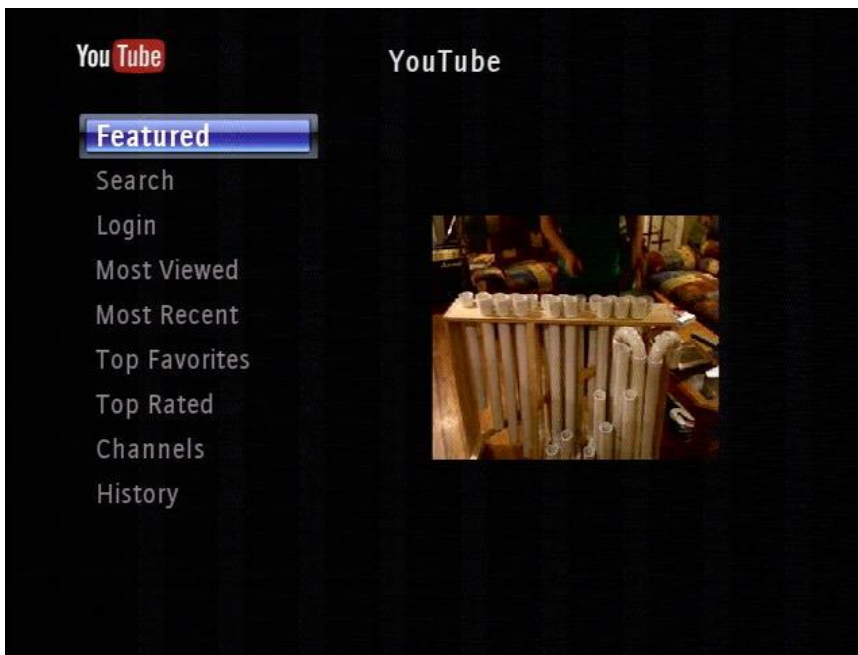 YouTube
YouTube
Featured
Search
Login
Most Viewed
Most Recent
Top Favorites
Top Rated
Channels
History